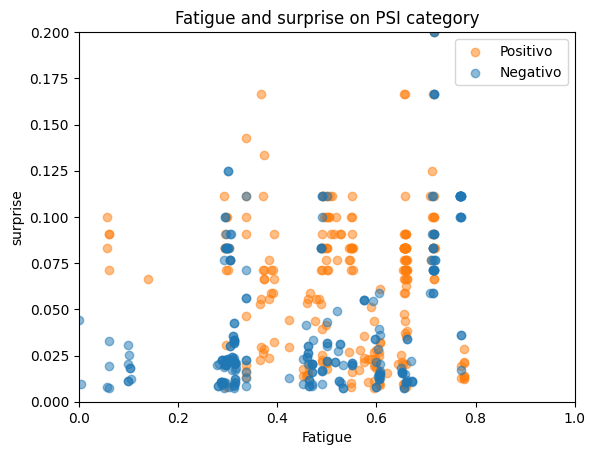 Fatigue and surprise on PSI category
Positivo
Negativo
surprise
0.200
0.175
0.150
0.125
0.100
0.075
0.050
0.025
0.000
0.0 0.2 0.4 0.6 0.8 1.0
Fatigue